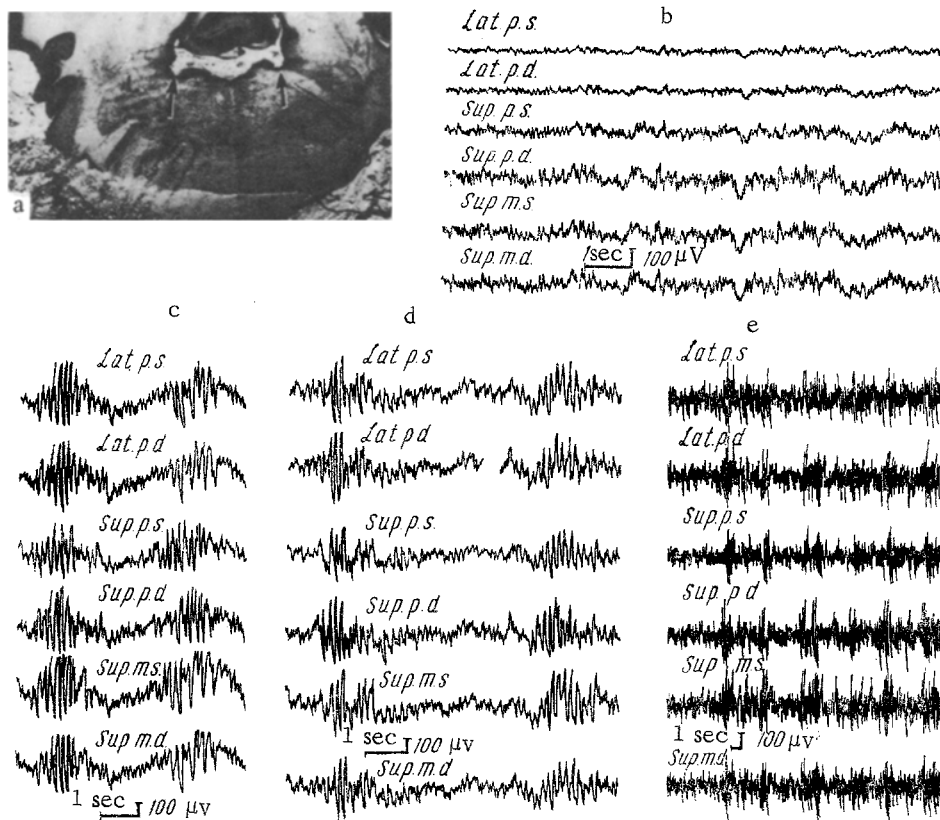 a
b
Lat. p.s.
Lat. p.d.
Sup. p.s.
Sup. p.d.
Sup m.s.
Sup. m.d.
1sec 100 μV
c
Lat, p.s
Lat. p.d
Sup. p.s
Sup. p.d
Sup. m.s.
Sup m.d.
1 sec 100 μv
d
Lat. p.s
Lat p d
Sup. p.s.
Sup. p.d
Sup. m.s
1 sec 100 μv
Sup. m.d
e
Lat. p.s
Lat. p.d
Sup. p.s
Sup. p d
Sup m.s
1 sec 100 μv
Sup. m.d